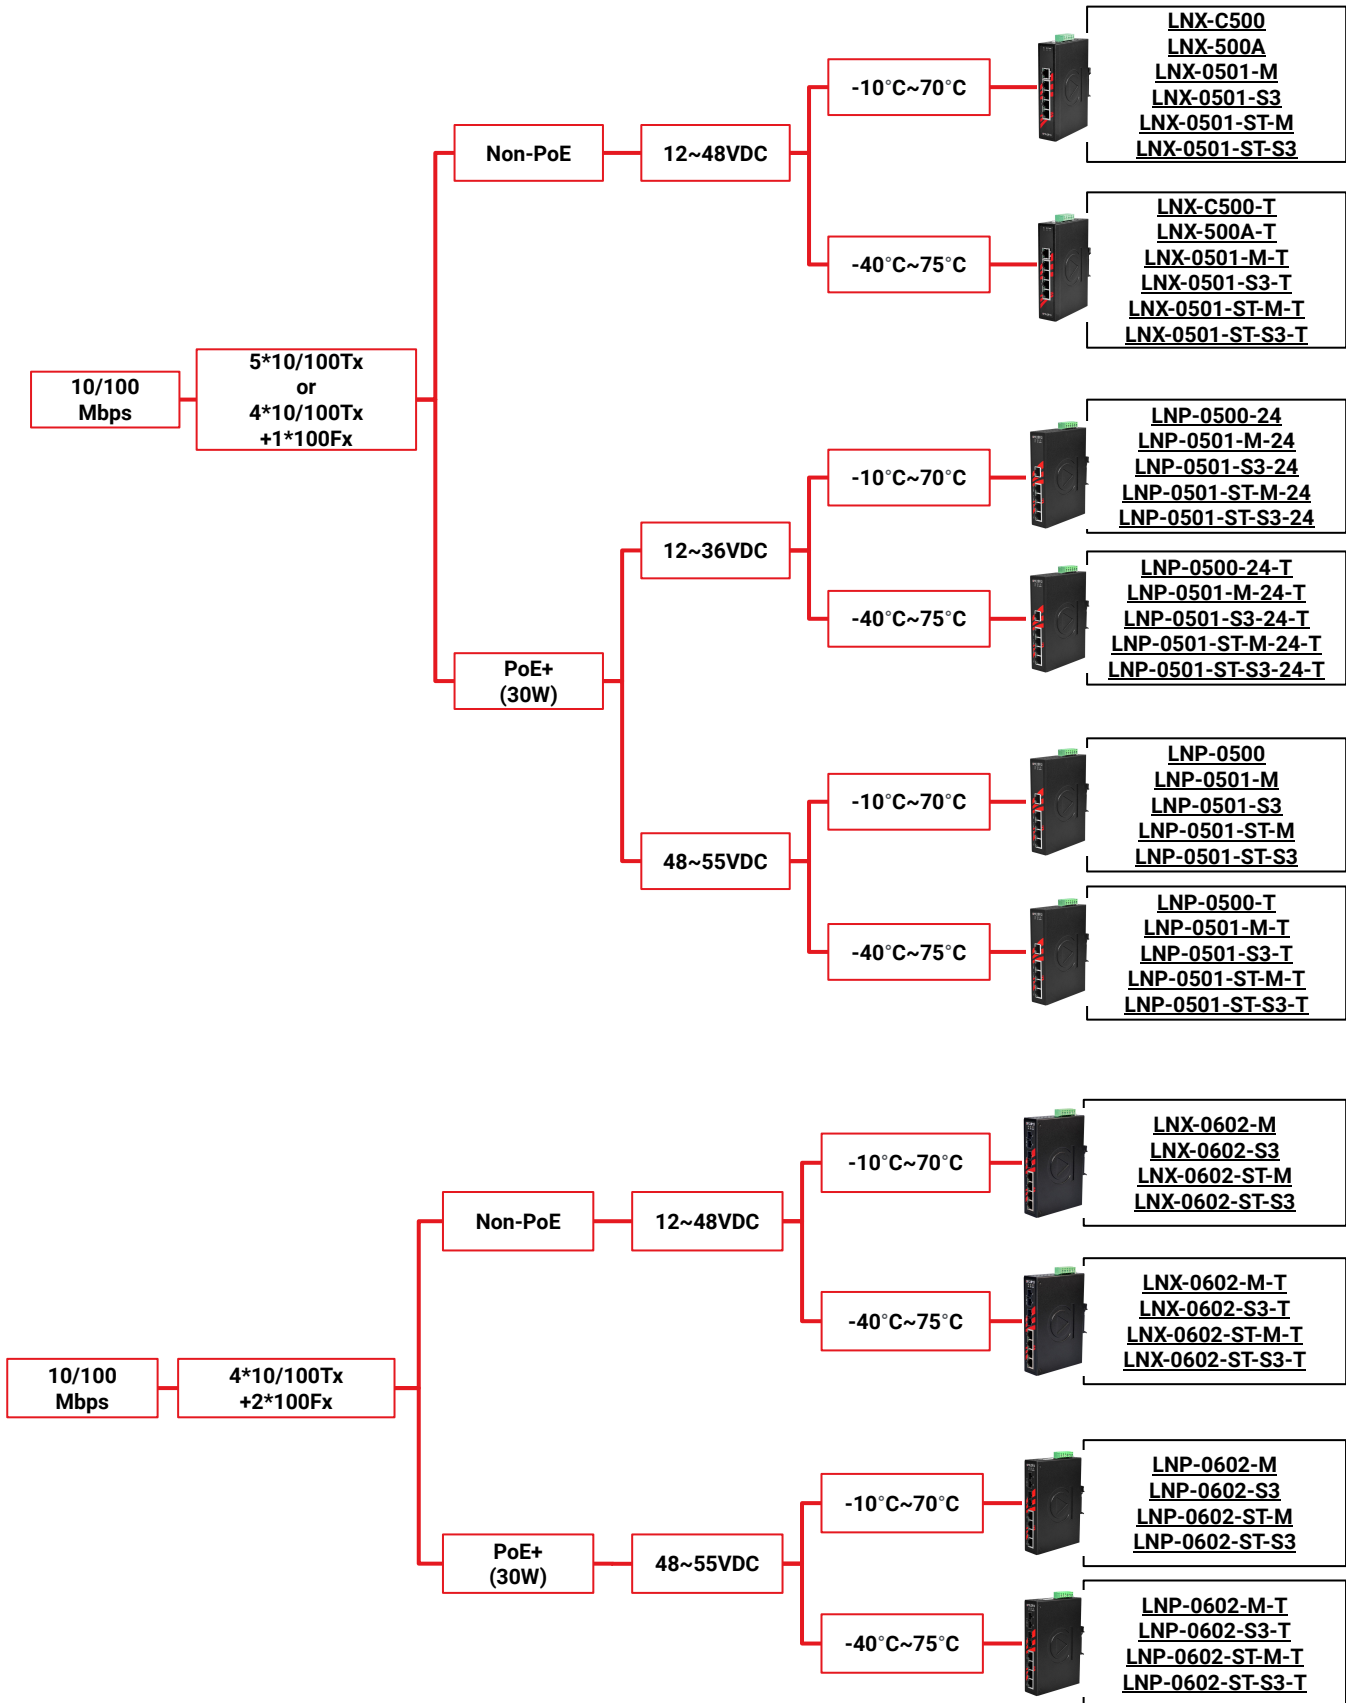 10/100
Mbps
5*10/100Tx
or
4*10/100Tx
+1*100Fx
Non-PoE
12~48VDC
-10°C~70°C
LNX-C500
LNX-500A
LNX-0501-M
LNX-0501-S3
LNX-0501-ST-M
LNX-0501-ST-S3
-40°C~75°C
LNX-C500-T
LNX-500A-T
LNX-0501-M-T
LNX-0501-S3-T
LNX-0501-ST-M-T
LNX-0501-ST-S3-T
PoE+
(30W)
12~36VDC
-10°C~70°C
LNP-0500-24
LNP-0501-M-24
LNP-0501-S3-24
LNP-0501-ST-M-24
LNP-0501-ST-S3-24
-40°C~75°C
LNP-0500-24-T
LNP-0501-M-24-T
LNP-0501-S3-24-T
LNP-0501-ST-M-24-T
LNP-0501-ST-S3-24-T
48~55VDC
-10°C~70°C
LNP-0500
LNP-0501-M
LNP-0501-S3
LNP-0501-ST-M
LNP-0501-ST-S3
-40°C~75°C
LNP-0500-T
LNP-0501-M-T
LNP-0501-S3-T
LNP-0501-ST-M-T
LNP-0501-ST-S3-T
10/100
Mbps
4*10/100Tx
+2*100Fx
Non-PoE
12~48VDC
-10°C~70°C
LNX-0602-M
LNX-0602-S3
LNX-0602-ST-M
LNX-0602-ST-S3
-40°C~75°C
LNX-0602-M-T
LNX-0602-S3-T
LNX-0602-ST-M-T
LNX-0602-ST-S3-T
PoE+
(30W)
48~55VDC
-10°C~70°C
LNP-0602-M
LNP-0602-S3
LNP-0602-ST-M
LNP-0602-ST-S3
-40°C~75°C
LNP-0602-M-T
LNP-0602-S3-T
LNP-0602-ST-M-T
LNP-0602-ST-S3-T